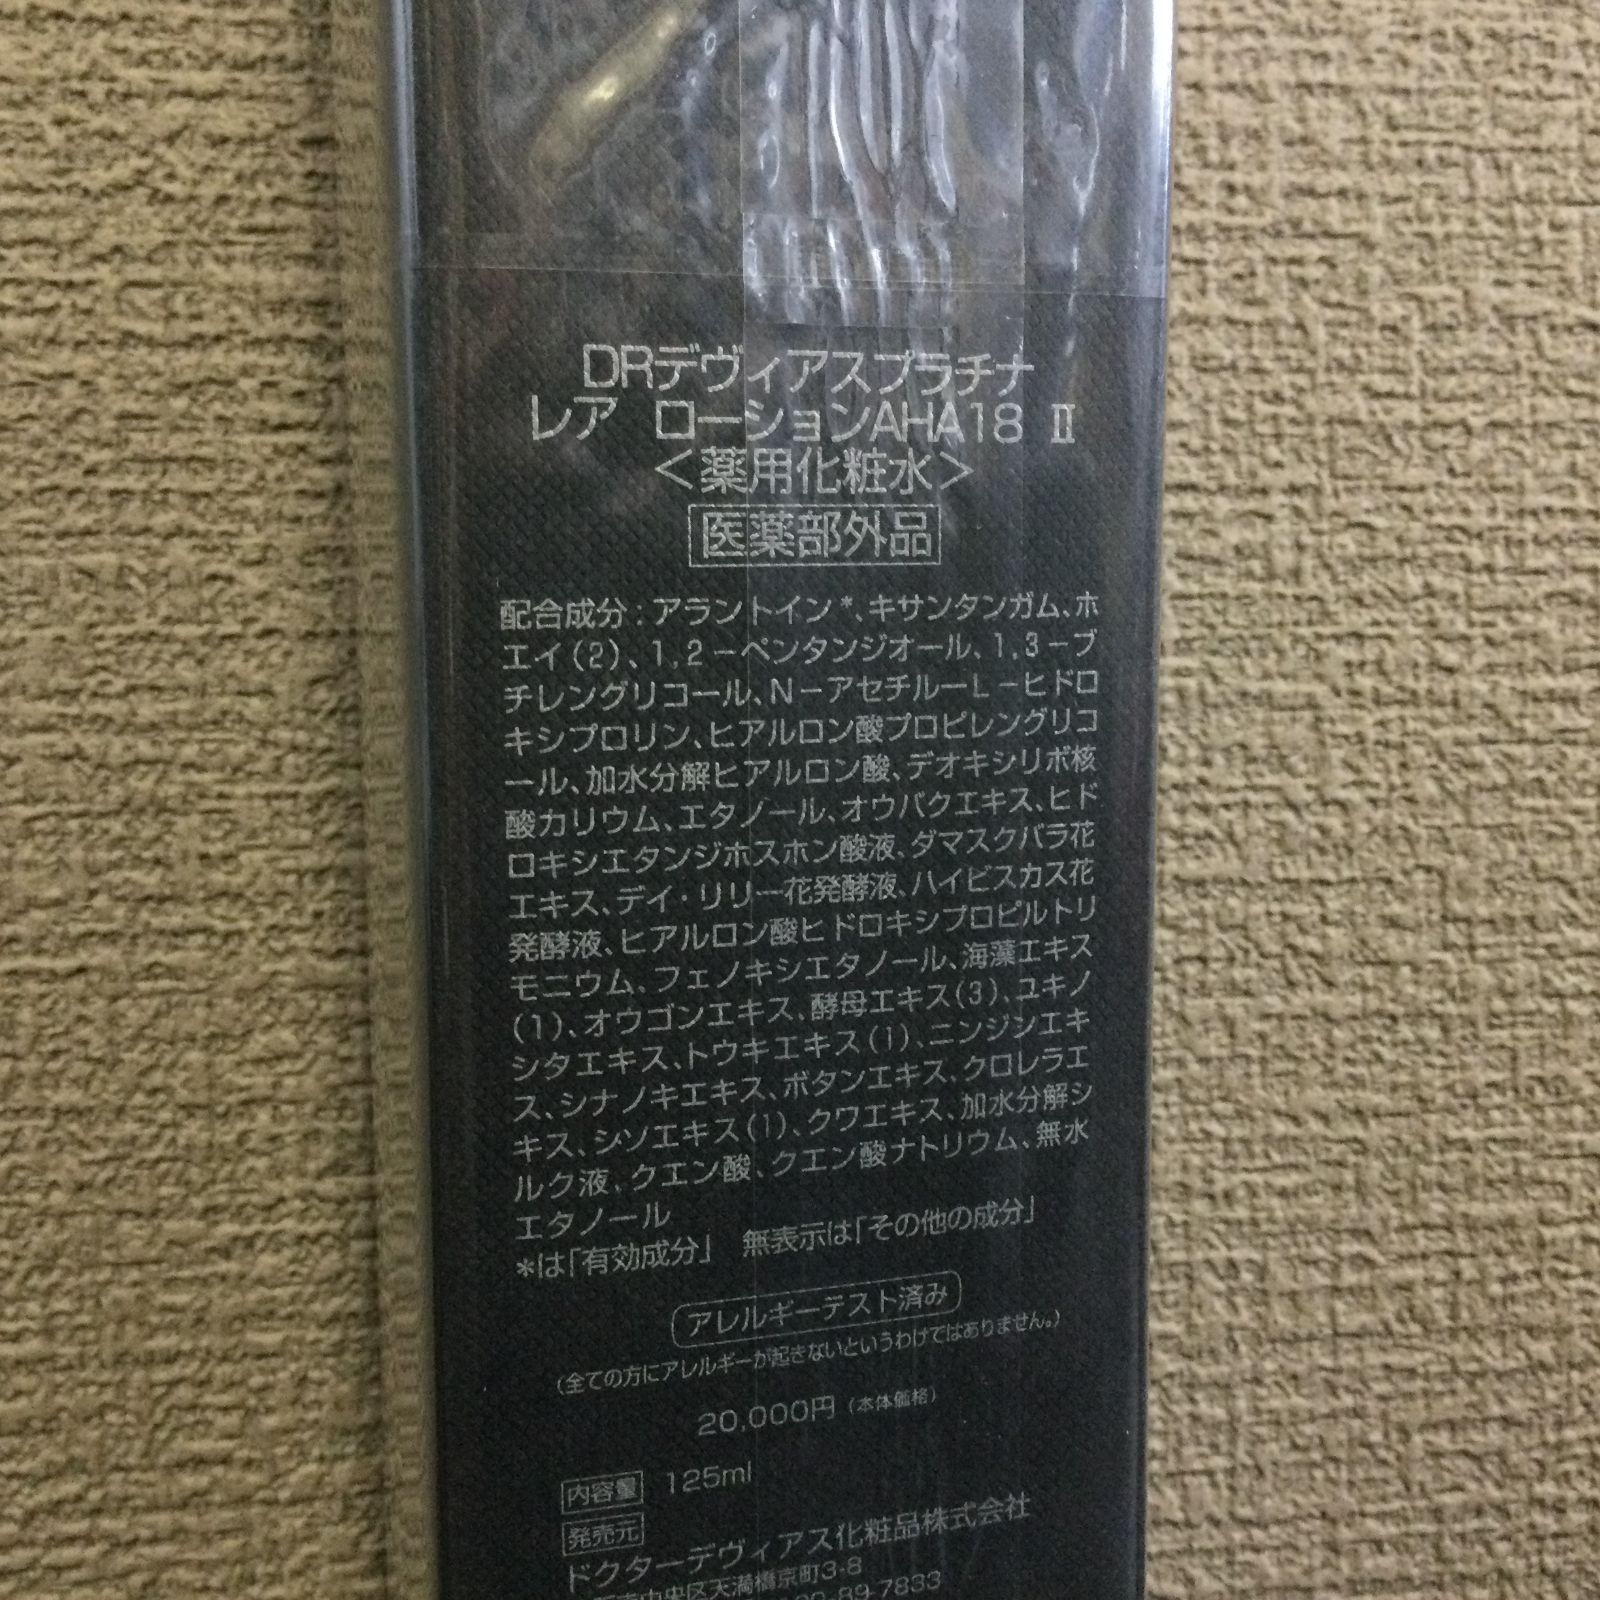 DRデヴィアスプラチナ
レア ローションAHA18 Ⅱ
<薬用化粧水>
医薬部外品
配合成分:アラントイン*、キサンタンガム、ホ
エイ(2)、1,2-ペンタンジオール、1,3-ブ
チレングリコール、N-アセチル-L-ヒドロ
キシプロリン、ヒアルロン酸プロピレングリコ
ール、加水分解ヒアルロン酸、デオキシリボ核
酸カリウム、エタノール、オウバクエキス、ヒド
ロキシエタンジホスホン酸液、ダマスクバラ花
エキス、デイ・リリー花発酵液、ハイビスカス花
発酵液、ヒアルロン酸ヒドロキシプロピルトリ
モニウム、フェノキシエタノール、海藻エキス
(1)、オウゴンエキス、酵母エキス(3)、ユキノ
シタエキス、トウキエキス(1)、ニンジンエキ
ス、シナノキエキス、ボタンエキス、クロレラエ
キス、シソエキス(1)、クワエキス、加水分解シ
ルク液、クエン酸、クエン酸ナトリウム、無水
エタノール
*は「有効成分」 無表示は「その他の成分」
アレルギーテスト済み
(全ての方にアレルギーが起きないというわけではありません。)
20,000円(本体価格)
内容量 125ml
発売元
ドクターデヴィアス化粧品株式会社
市中央区天満橋京町3-8
89-7833